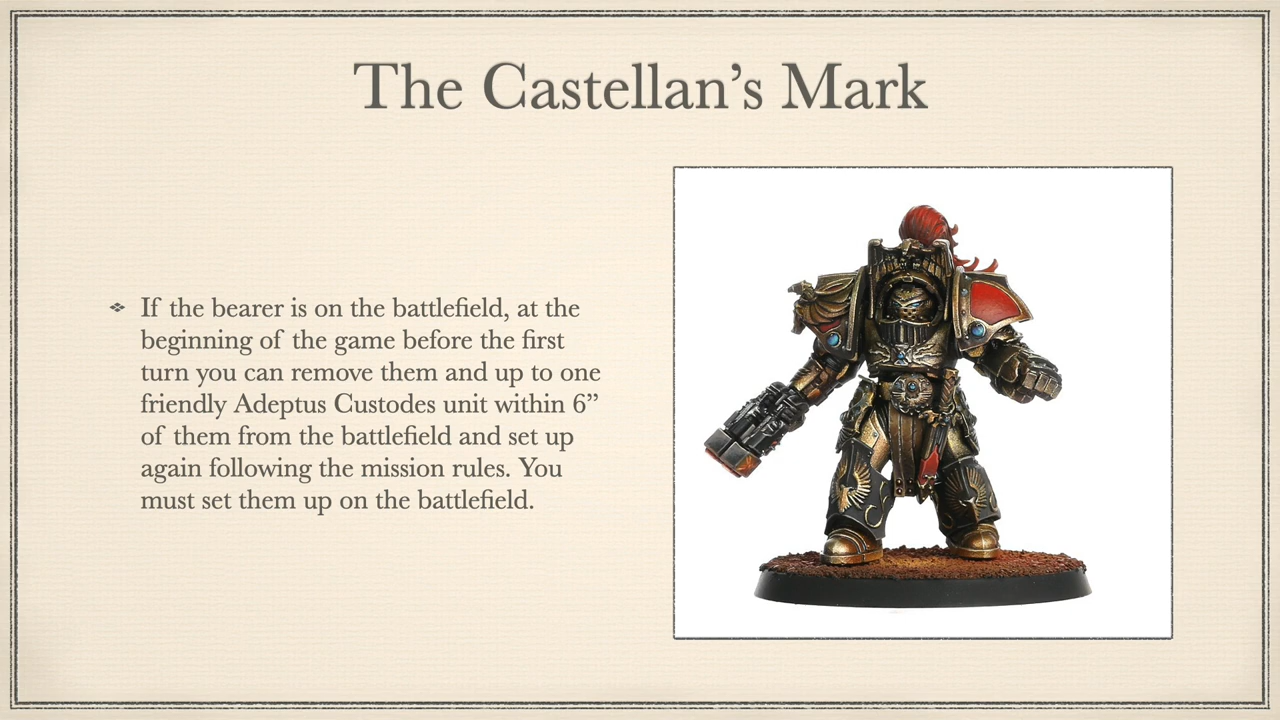 The Castellan’s Mark
If the bearer is on the battlefield, at the
beginning of the game before the first
turn you can remove them and up to one
friendly Adeptus Custodes unit within 6”
of them from the battlefield and set up
again following the mission rules. You
must set them up on the battlefield.